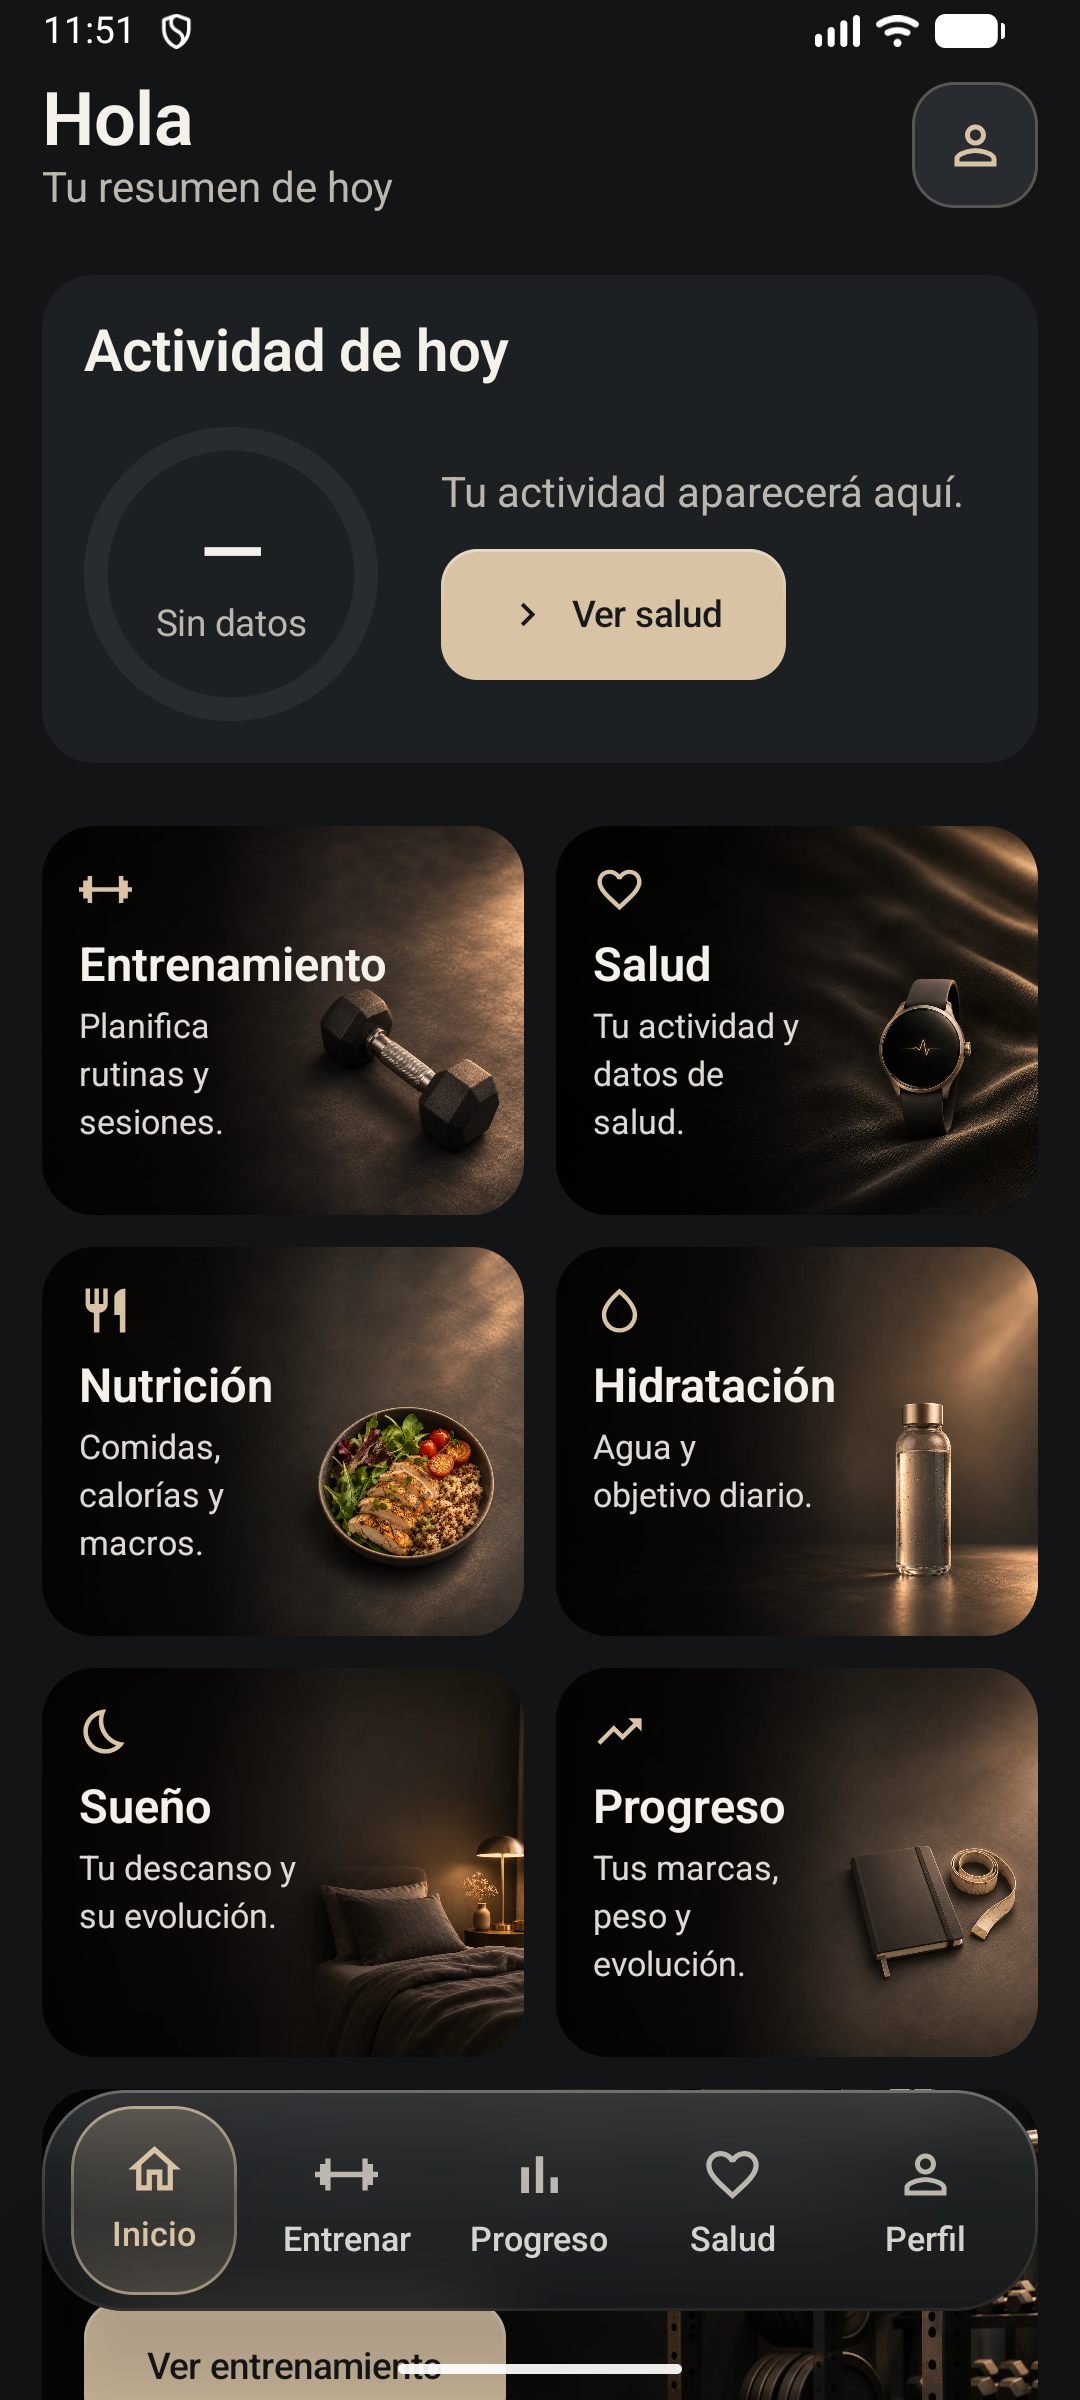 11:51
Hola
Tu resumen de hoy
Actividad de hoy
—
Sin datos
Tu actividad aparecerá aquí.
Ver salud
Entrenamiento
Planifica
rutinas y
sesiones.
Salud
Tu actividad y
datos de
salud.
Nutrición
Comidas,
calorías y
macros.
Hidratación
Agua y
objetivo diario.
Sueño
Tu descanso y
su evolución.
Progreso
Tus marcas,
peso y
evolución.
Inicio
Entrenar
Progreso
Salud
Perfil
Ver entrenamiento